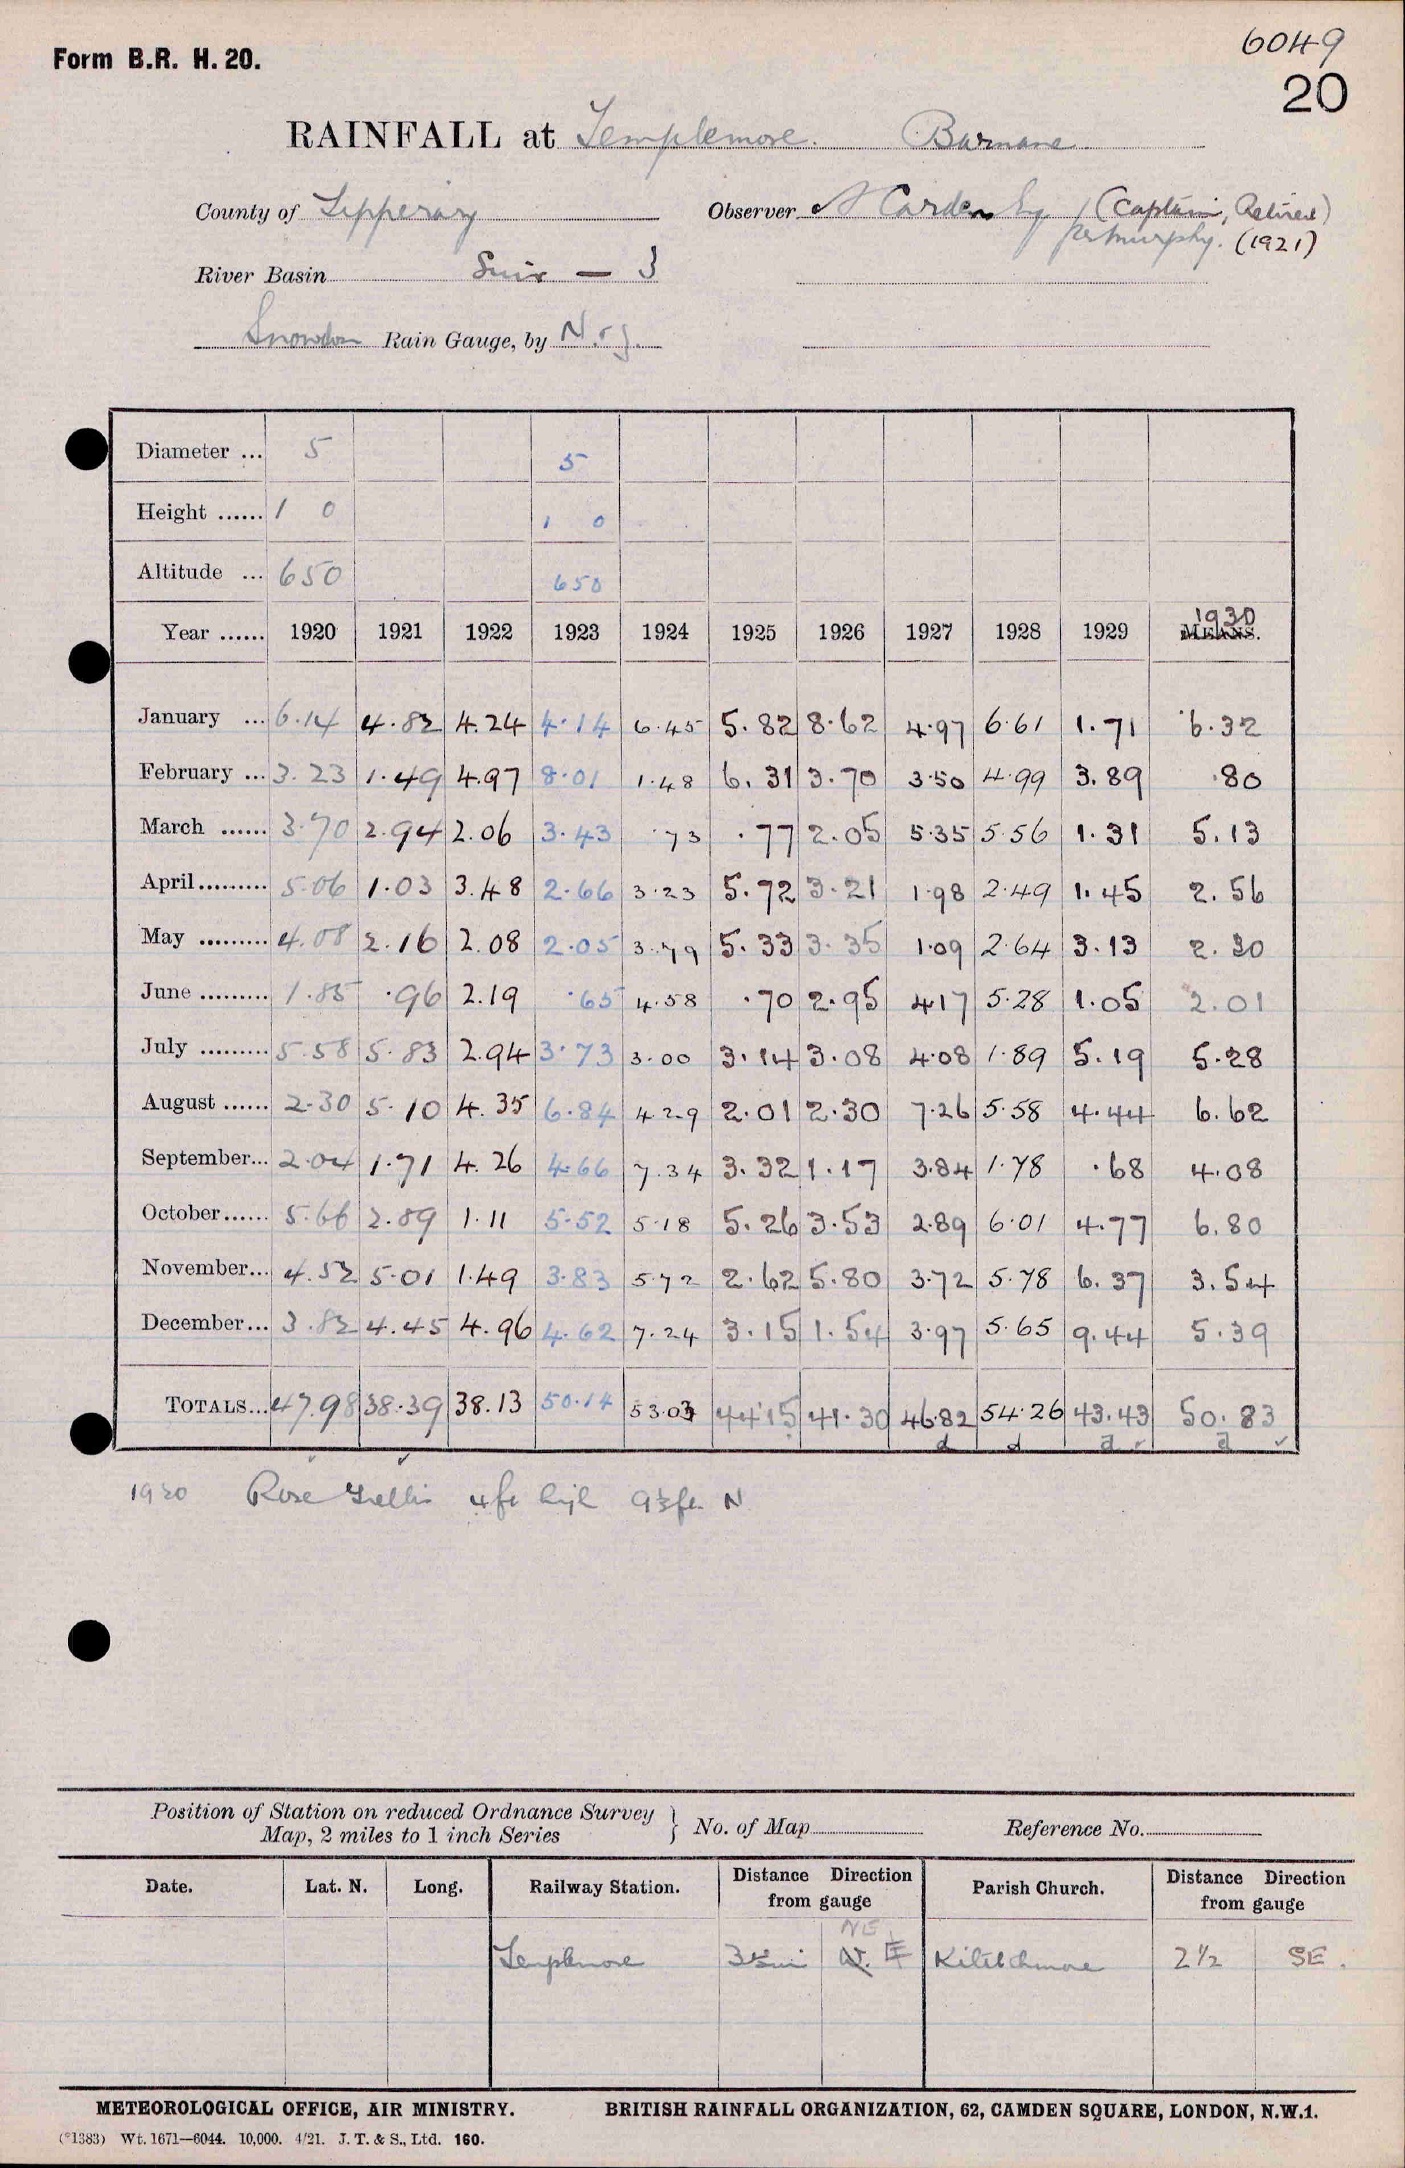 Form B.R. H. 20.
6049
20
RAINFALL at Templemore. Barnane
County of Tipperary
Observer A Carden Esq (Captain, Retired)
per Murphy. (1921)
River Basin Suir — 3
Snowdon Rain Gauge, by N. & Z.
Diameter ... 5 5
Height ...... 1 0 1 0
Altitude ... 650 650
Year ...... 1920 1921 1922 1923 1924 1925 1926 1927 1928 1929 1930 MEANS.
January ... 6.14 4.82 4.24 4.14 6.45 5.82 8.62 4.97 6.61 1.71 6.32
February ... 3.23 1.49 4.97 8.01 1.48 6.31 3.70 3.50 4.99 3.89 .80
March ...... 3.70 2.94 2.06 3.43 .73 .77 2.05 5.35 5.56 1.31 5.13
April......... 5.06 1.03 3.48 2.66 3.23 5.72 3.21 1.98 2.49 1.45 2.56
May ......... 4.08 2.16 2.08 2.05 3.79 5.33 3.35 1.09 2.64 3.13 2.30
June ......... 1.85 .96 2.19 .65 4.58 .70 2.95 4.17 5.28 1.05 2.01
July ......... 5.58 5.83 2.94 3.73 3.00 3.14 3.08 4.08 1.89 5.19 5.28
August ...... 2.30 5.10 4.35 6.84 4.29 2.01 2.30 7.26 5.58 4.44 6.62
September... 2.04 1.71 4.26 4.66 7.34 3.32 1.17 3.84 1.78 .68 4.08
October...... 5.66 2.89 1.11 5.52 5.18 5.26 3.53 2.89 6.01 4.77 6.80
November... 4.52 5.01 1.49 3.83 5.72 2.62 5.80 3.72 5.78 6.37 3.54
December... 3.82 4.45 4.96 4.62 7.24 3.15 1.54 3.97 5.65 9.44 5.39
TOTALS... 47.98 38.39 38.13 50.14 53.03 44.15 41.30 46.82 54.26 43.43 50.83
d d d d
1920 Rose Trellis 4 ft high 9½ ft N
Position of Station on reduced Ordnance Survey
Map, 2 miles to 1 inch Series } No. of Map Reference No.
Date. Lat. N. Long. Railway Station. Distance Direction from gauge Parish Church. Distance Direction from gauge
NE
Templemore 3½ mi N. E 2½ SE.
METEOROLOGICAL OFFICE, AIR MINISTRY. BRITISH RAINFALL ORGANIZATION, 62, CAMDEN SQUARE, LONDON, N.W.1.
(*1383) Wt. 1671—6044. 10,000. 4/21. J. T. & S., Ltd. 160.